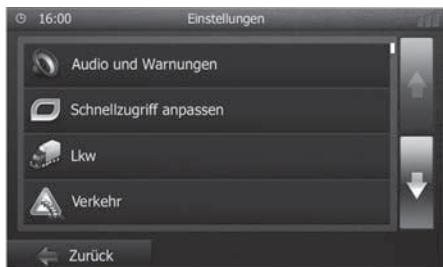 16:00 Einstellungen
Audio und Warnungen
Schnellzugriff anpassen
Lkw
Verkehr
Zurück